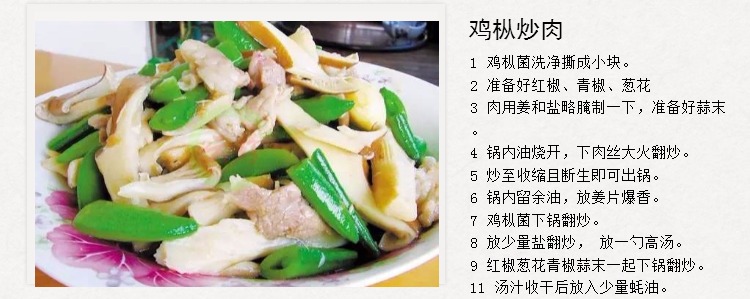 鸡枞炒肉
1 鸡枞菌洗净撕成小块。
2 准备好红椒、青椒、葱花
3 肉用姜和盐略腌制一下，准备好蒜末
。
4 锅内油烧开，下肉丝大火翻炒。
5 炒至收缩且断生即可出锅。
6 锅内留余油，放姜片爆香。
7 鸡枞菌下锅翻炒。
8 放少量盐翻炒， 放一勺高汤。
9 红椒葱花青椒蒜末一起下锅翻炒。
11 汤汁收干后放入少量蚝油。